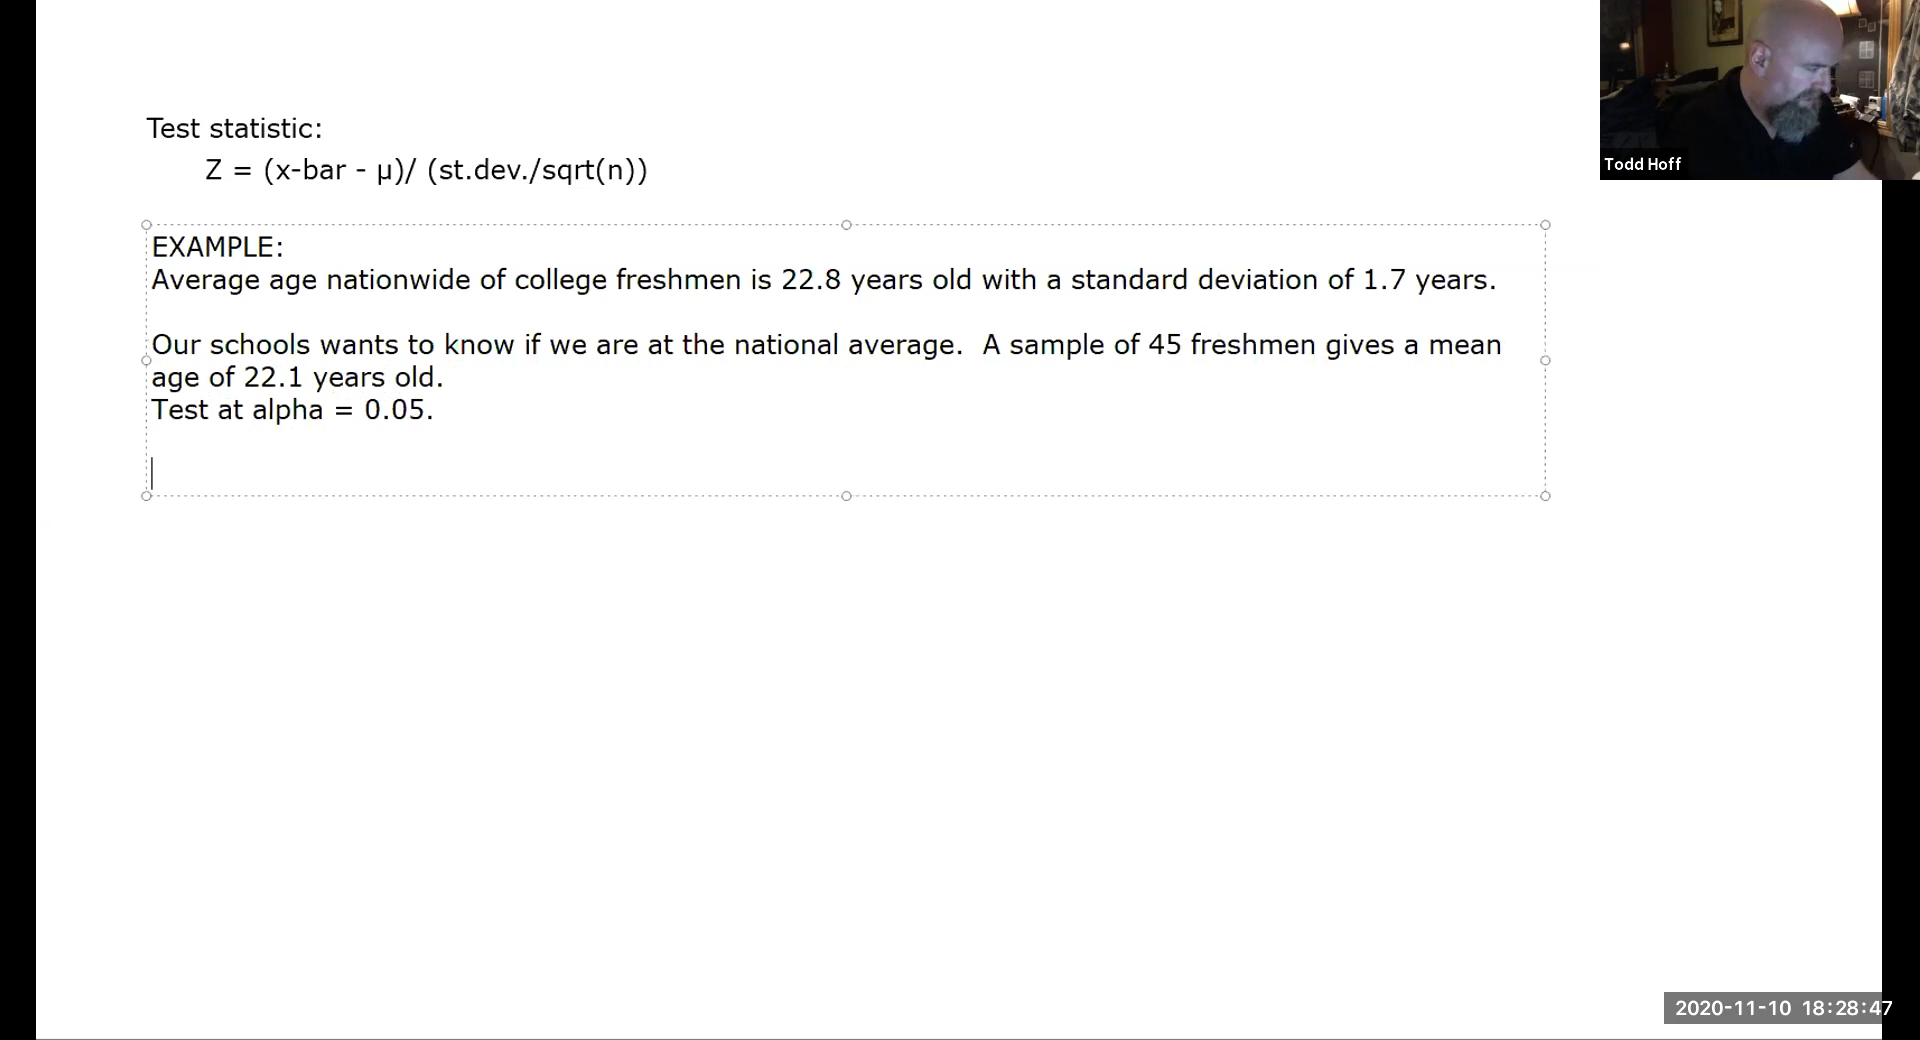 Todd Hoff
Test statistic:
Z = (x-bar - µ)/ (st.dev./sqrt(n))
EXAMPLE:
Average age nationwide of college freshmen is 22.8 years old with a standard deviation of 1.7 years.
Our schools wants to know if we are at the national average.  A sample of 45 freshmen gives a mean
age of 22.1 years old.
Test at alpha = 0.05.
2020-11-10 18:28:47